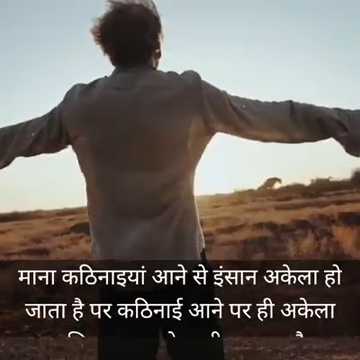 माना कठिनाइयां आने से इंसान अकेला हो
जाता है पर कठिनाई आने पर ही अकेला